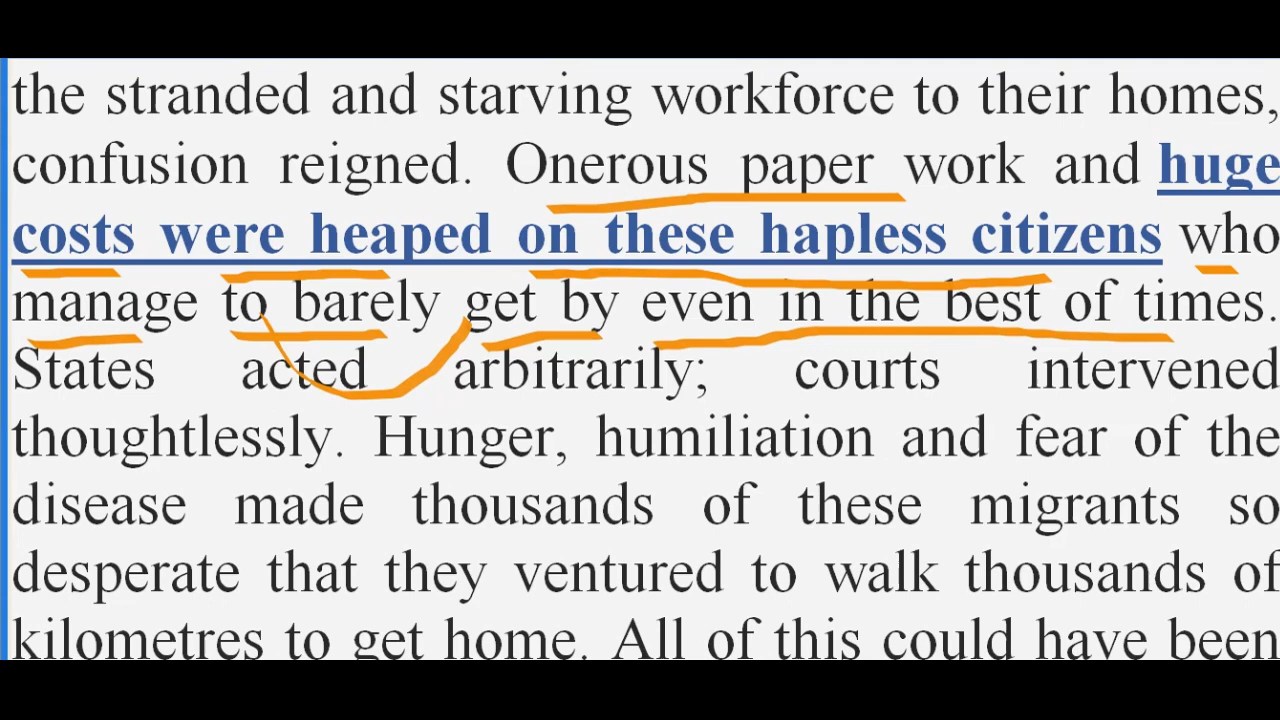 the stranded and starving workforce to their homes,
confusion reigned. Onerous paper work and huge
costs were heaped on these hapless citizens who
manage to barely get by even in the best of times.
States acted arbitrarily; courts intervened
thoughtlessly. Hunger, humiliation and fear of the
disease made thousands of these migrants so
desperate that they ventured to walk thousands of
kilometres to get home. All of this could have been